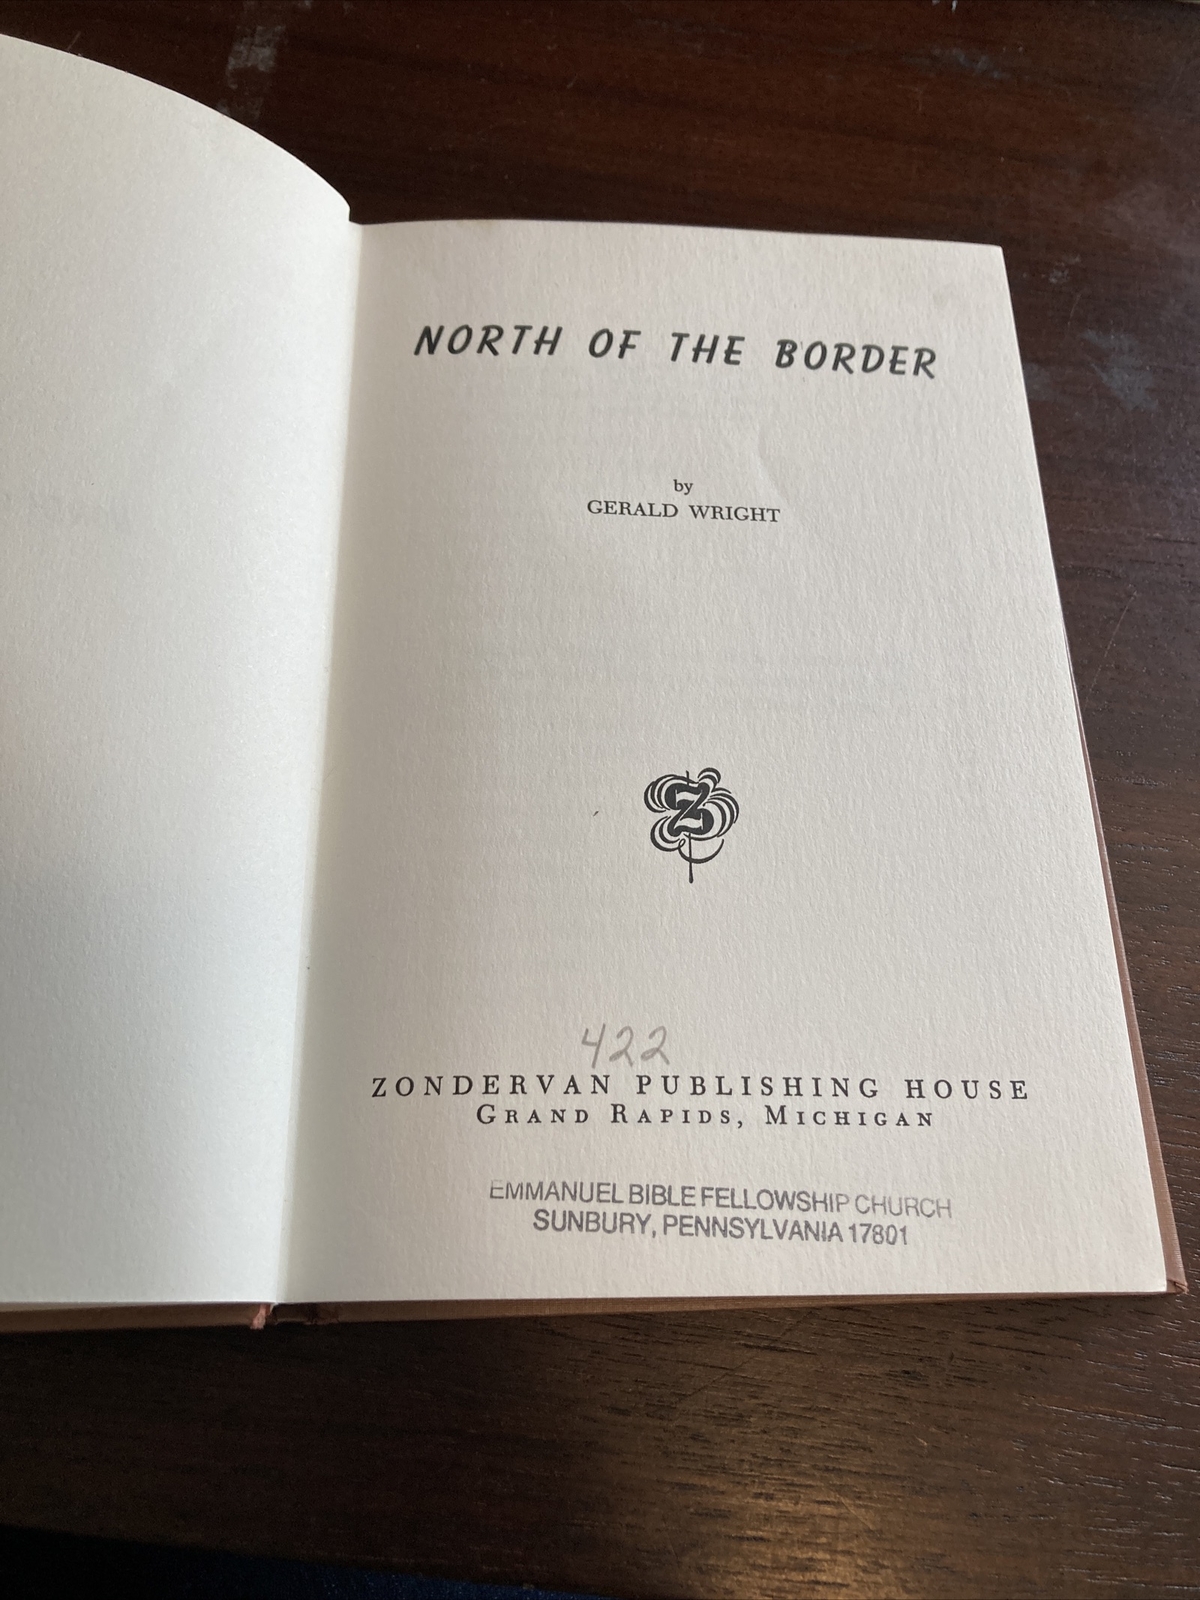 NORTH OF THE BORDER
by
GERALD WRIGHT
Z
422
ZONDERVAN PUBLISHING HOUSE
GRAND RAPIDS, MICHIGAN
EMMANUEL BIBLE FELLOWSHIP CHURCH
SUNBURY, PENNSYLVANIA 17801